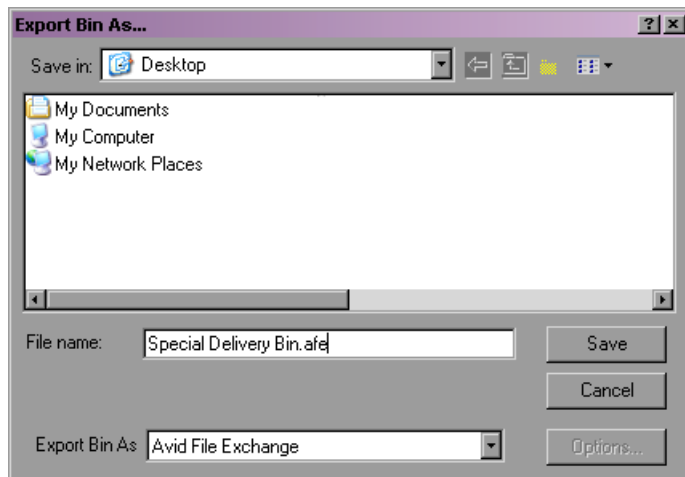 Export Bin As...
Save in: Desktop
My Documents
My Computer
My Network Places
File name: Special Delivery Bin.afe Save
Cancel
Export Bin As Avid File Exchange Options...